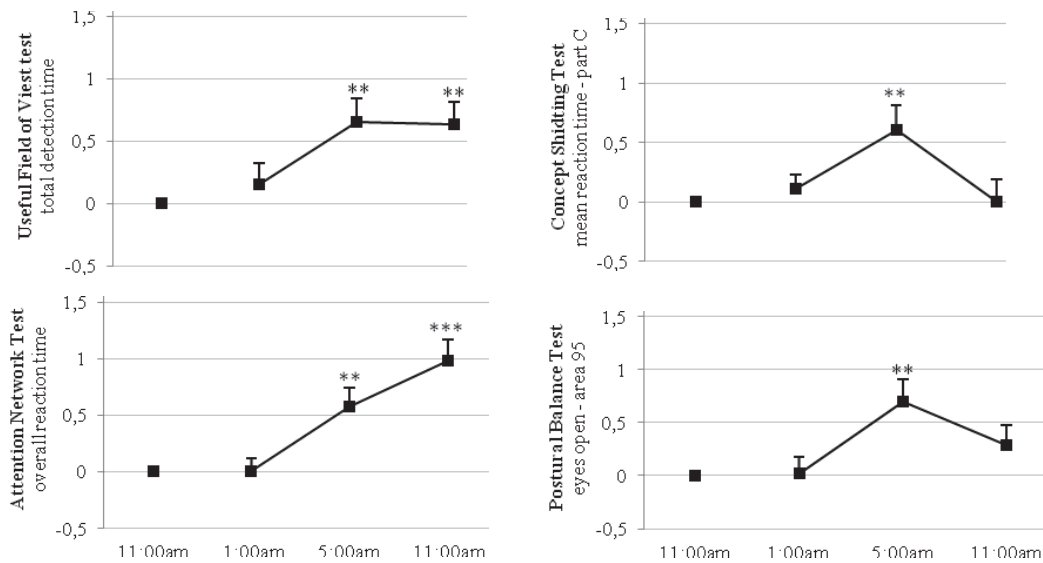 Useful Field of Viest test
total detection time
1,5
1
0,5
0
-0,5
**
**
Concept Shidting Test
mean reaction time - part C
1,5
1
0,5
0
-0,5
**
Attention Network Test
overall reaction time
1,5
1
0,5
0
-0,5
**
***
11:00am 1:00am 5:00am 11:00am
Postural Balance Test
eyes open - area 95
1,5
1
0,5
0
-0,5
**
11:00am 1:00am 5:00am 11:00am